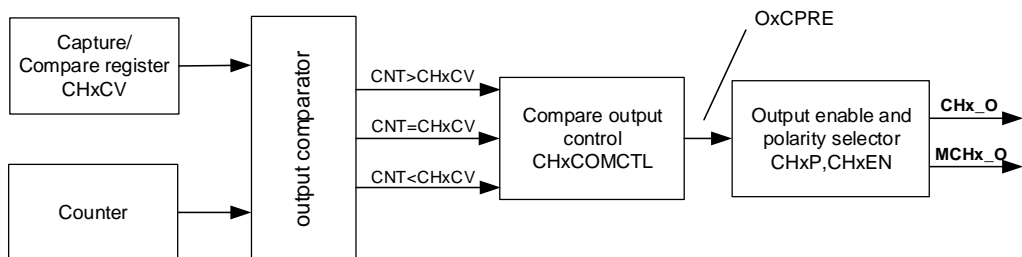 Capture/
Compare register
CHxCV
Counter
output comparator
CNT>CHxCV
CNT=CHxCV
CNT<CHxCV
Compare output
control
CHxCOMCTL
OxCPRE
Output enable and
polarity selector
CHxP,CHxEN
CHx_O
MCHx_O